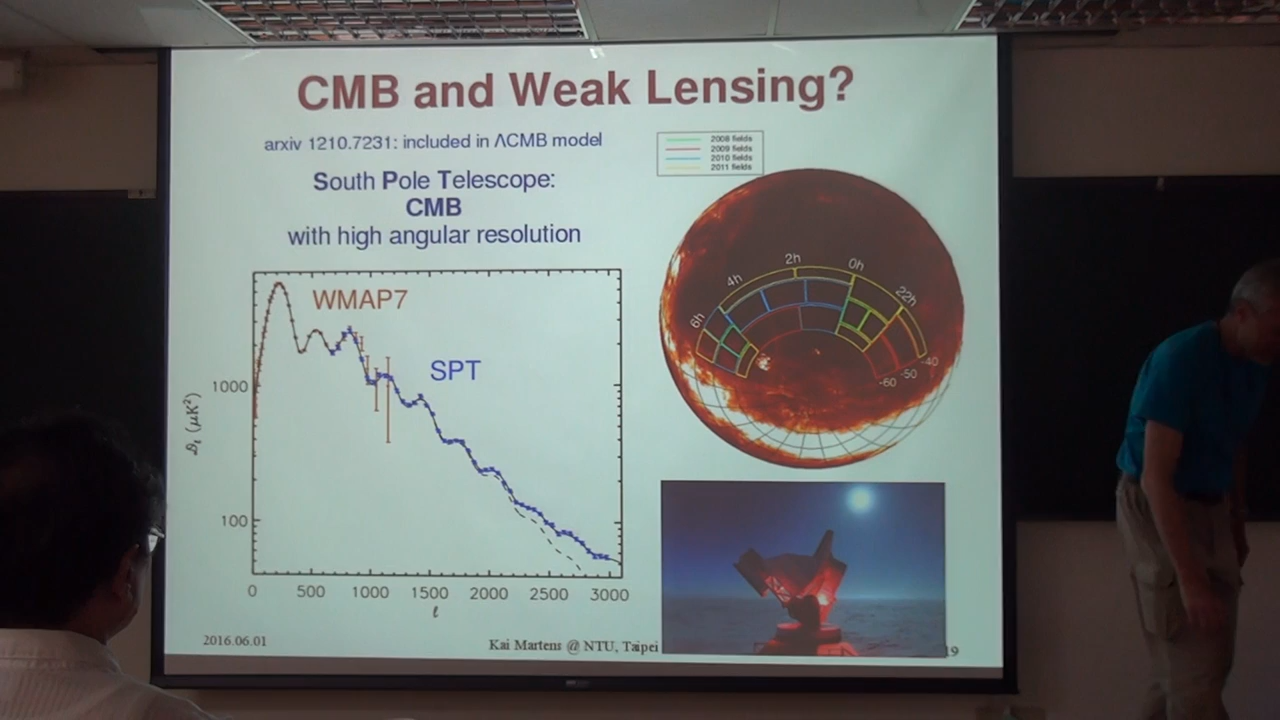 CMB and Weak Lensing?
arxiv 1210.7231: included in ΛCMB model
South Pole Telescope:
CMB
with high angular resolution
2008 fields
2009 fields
2010 fields
2011 fields
WMAP7
SPT
𝒟ℓ (μK²)
1000
100
0 500 1000 1500 2000 2500 3000
ℓ
6h 4h 2h 0h 22h
-60 -50 -40
2016.06.01
Kai Martens @ NTU, Taipei
19